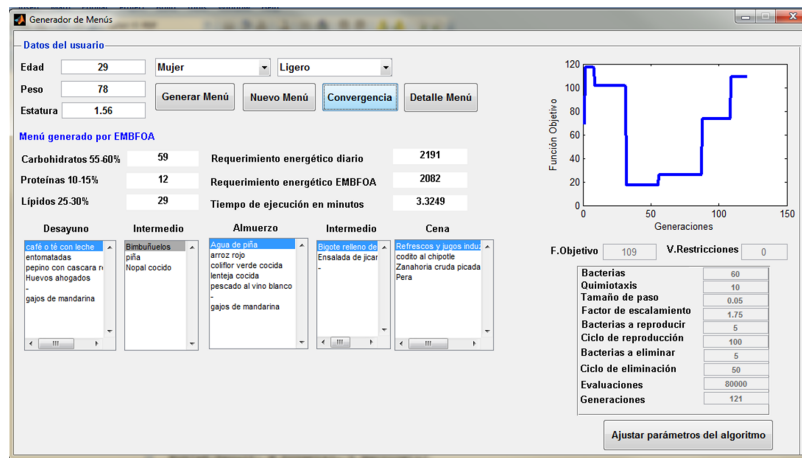 Generador de Menús
Datos del usuario
Edad 29 Mujer Ligero
Peso 78
Generar Menú Nuevo Menú Convergencia Detalle Menú
Estatura 1.56
Menú generado por EMBFOA
Carbohidratos 55-60% 59 Requerimiento energético diario 2191
Proteínas 10-15% 12 Requerimiento energético EMBFOA 2082
Lípidos 25-30% 29 Tiempo de ejecución en minutos 3.3249
Desayuno
café o té con leche
entomatadas
pepino con cascara r
Huevos ahogados
-
gajos de mandarina
Intermedio
Bimbuñuelos
piña
Nopal cocido
Almuerzo
Agua de piña
arroz rojo
coliflor verde cocida
lenteja cocida
pescado al vino blanco
-
gajos de mandarina
Intermedio
Bigote relleno de
Ensalada de jicar
-
Cena
Refrescos y jugos indu
codito al chipotle
Zanahoria cruda picada
Pera
Función Objetivo
120
100
80
60
40
20
0
0 50 100 150
Generaciones
F.Objetivo 109 V.Restricciones 0
Bacterias 60
Quimiotaxis 10
Tamaño de paso 0.05
Factor de escalamiento 1.75
Bacterias a reproducir 5
Ciclo de reproducción 100
Bacterias a eliminar 5
Ciclo de eliminación 50
Evaluaciones 80000
Generaciones 121
Ajustar parámetros del algoritmo